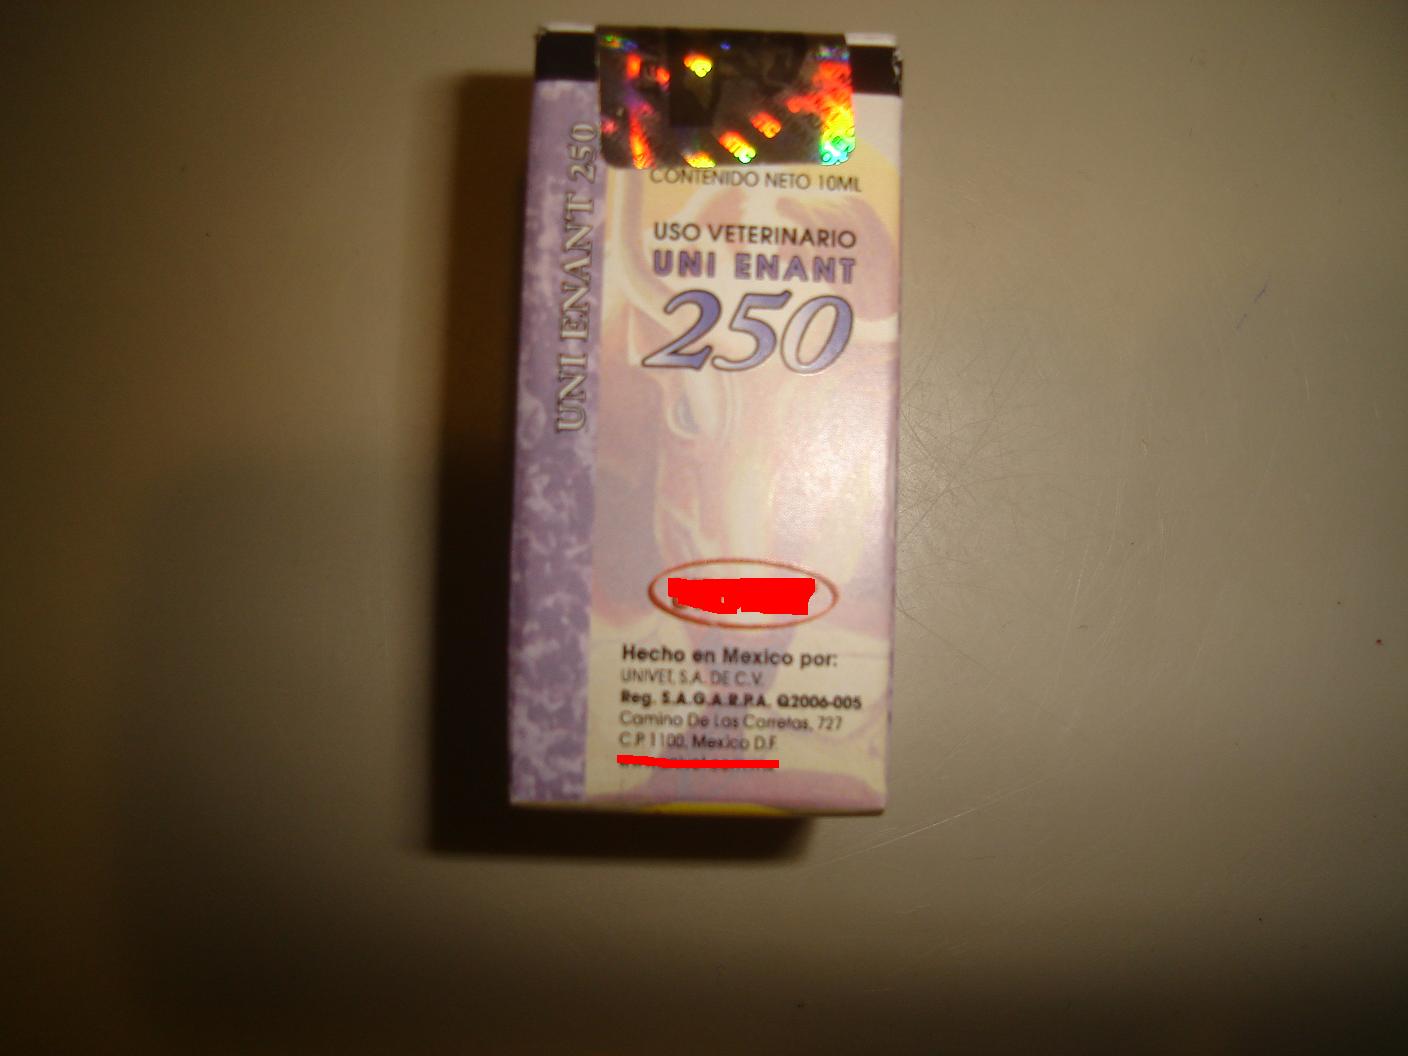 UNI ENANT 250
CONTENIDO NETO 10ML
USO VETERINARIO
UNI ENANT
250
Hecho en Mexico por:
UNIVET, S.A. DE C.V.
Reg. S.A.G.A.R.P.A. Q2006-005
Camino De Las Carretas, 727
C.P. 1100, Mexico D.F.